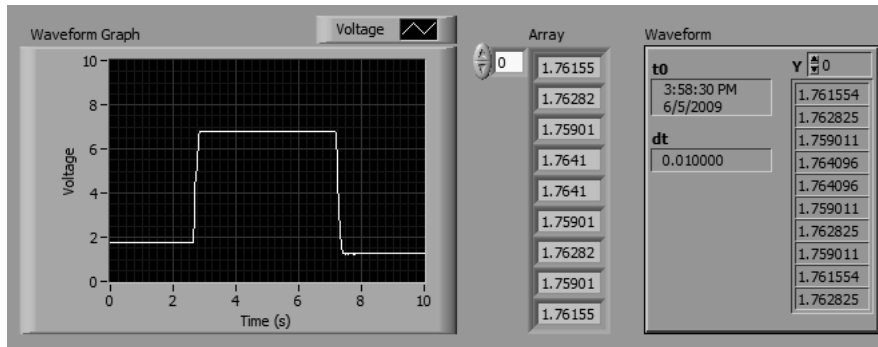 Waveform Graph
Voltage
10
8
6
4
2
0
Voltage
0 2 4 6 8 10
Time (s)
Array
0
1.76155
1.76282
1.75901
1.7641
1.7641
1.75901
1.76282
1.75901
1.76155
Waveform
t0
3:58:30 PM
6/5/2009
dt
0.010000
Y 0
1.761554
1.762825
1.759011
1.764096
1.764096
1.759011
1.762825
1.759011
1.761554
1.762825